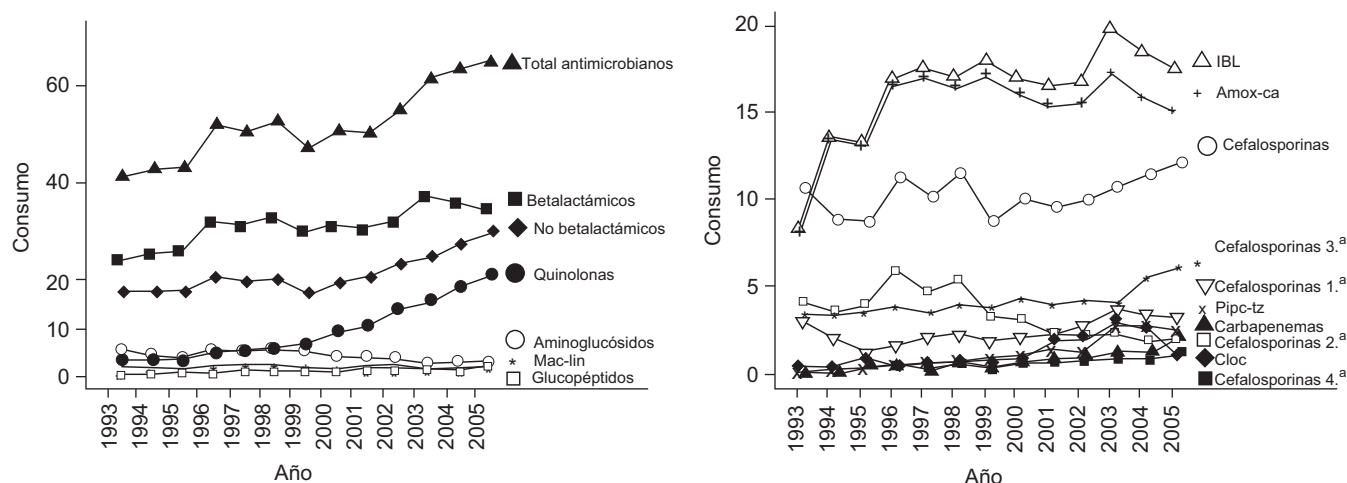 Consumo
60
40
20
10
0
1993
1994
1995
1996
1997
1998
1999
2000
2001
2002
2003
2004
2005
Año
Total antimicrobianos
Betalactámicos
No betalactámicos
Quinolonas
Aminoglucósidos
* Mac-lin
Glucopéptidos
Consumo
20
15
10
5
0
1993
1994
1995
1996
1997
1998
1999
2000
2001
2002
2003
2004
2005
Año
IBL
+ Amox-ca
Cefalosporinas
Cefalosporinas 3.ª
*
Cefalosporinas 1.ª
x Pipc-tz
Carbapenemas
Cefalosporinas 2.ª
Cloc
Cefalosporinas 4.ª